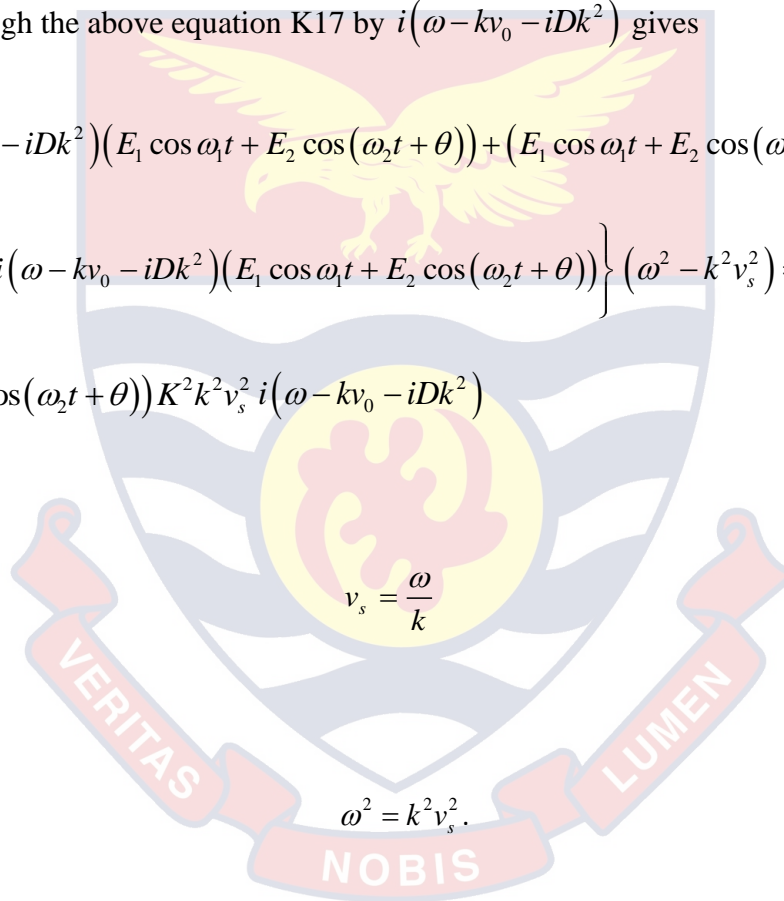 gh the above equation K17 by i(ω − kv₀ − iDk²) gives
− iDk²)(E₁ cos ω₁t + E₂ cos(ω₂t + θ)) + (E₁ cos ω₁t + E₂ cos(ω
i(ω − kv₀ − iDk²)(E₁ cos ω₁t + E₂ cos(ω₂t + θ))} (ω² − k²vₛ²) =
os(ω₂t + θ))K²k²vₛ² i(ω − kv₀ − iDk²)
vₛ = ω/k
ω² = k²vₛ².
VERITAS
NOBIS
LUMEN